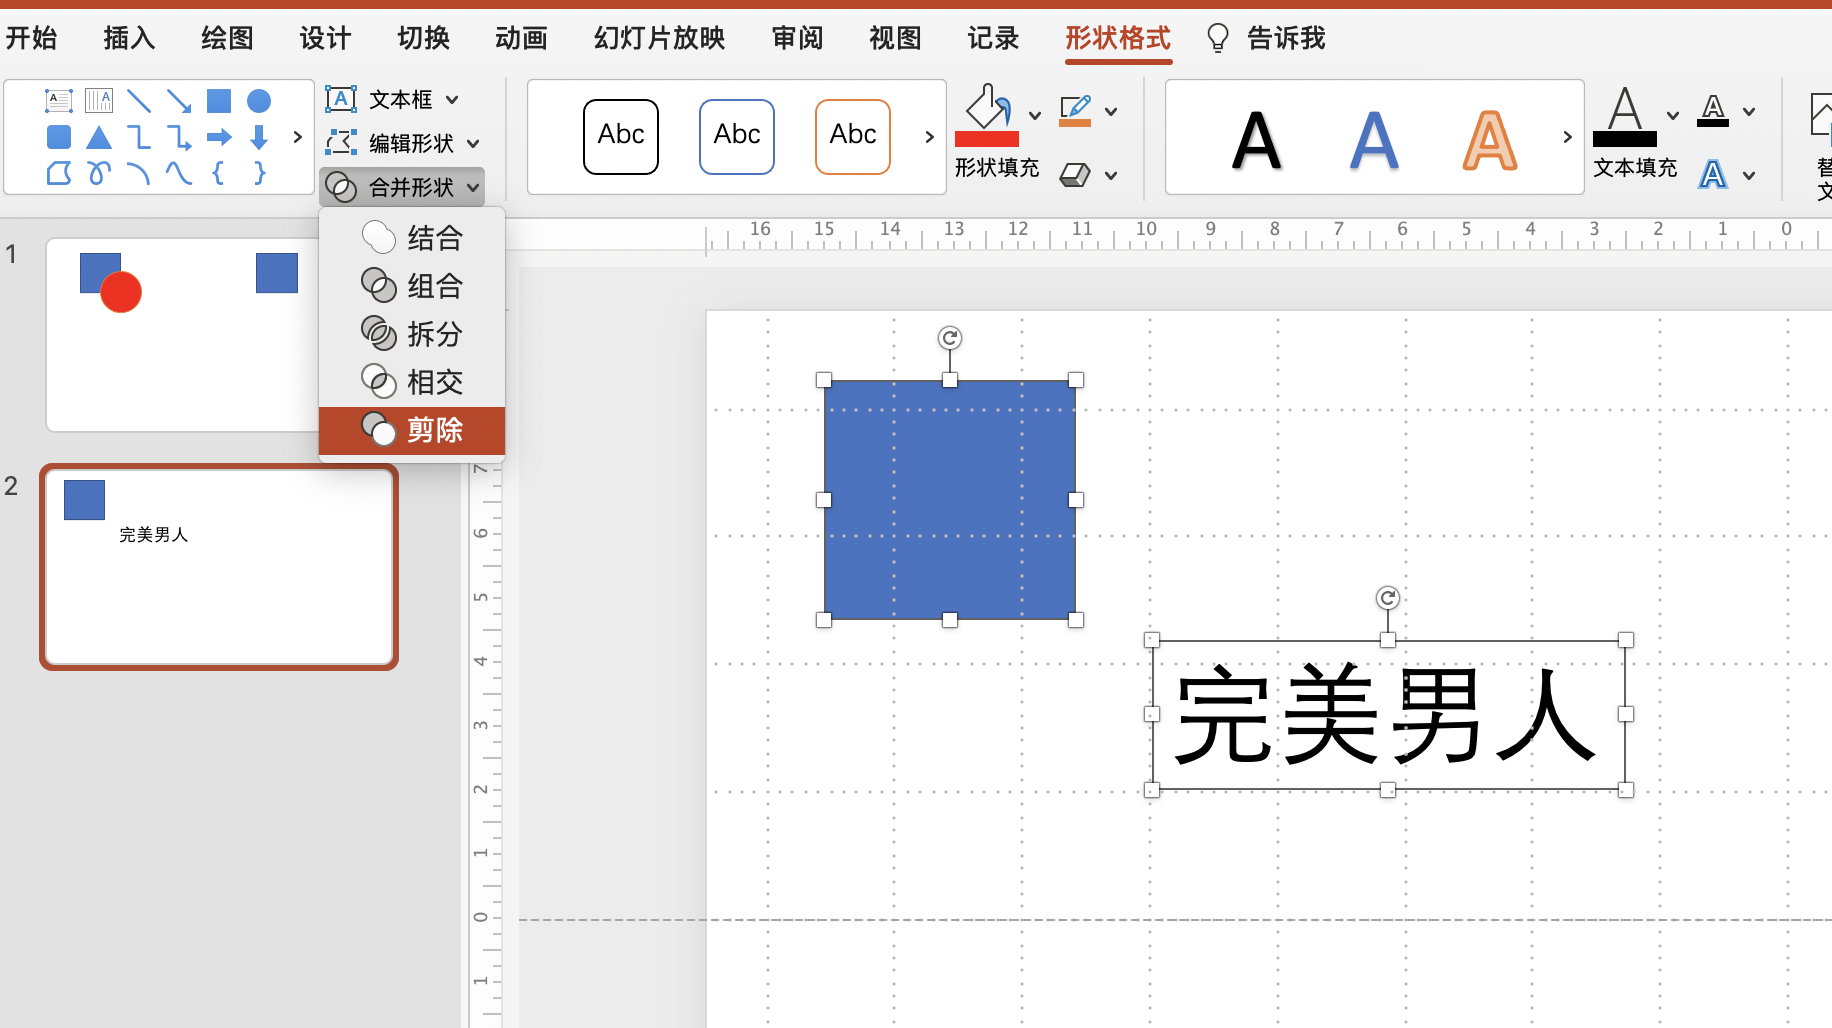 开始 插入 绘图 设计 切换 动画 幻灯片放映 审阅 视图 记录 形状格式 告诉我
文本框
编辑形状
合并形状
Abc Abc Abc
形状填充
A A A
文本填充
替
文
结合
组合
拆分
相交
剪除
16 15 14 13 12 11 10 9 8 7 6 5 4 3 2 1 0
1
2
完美男人
7 6 5 4 3 2 1 0 1
完美男人